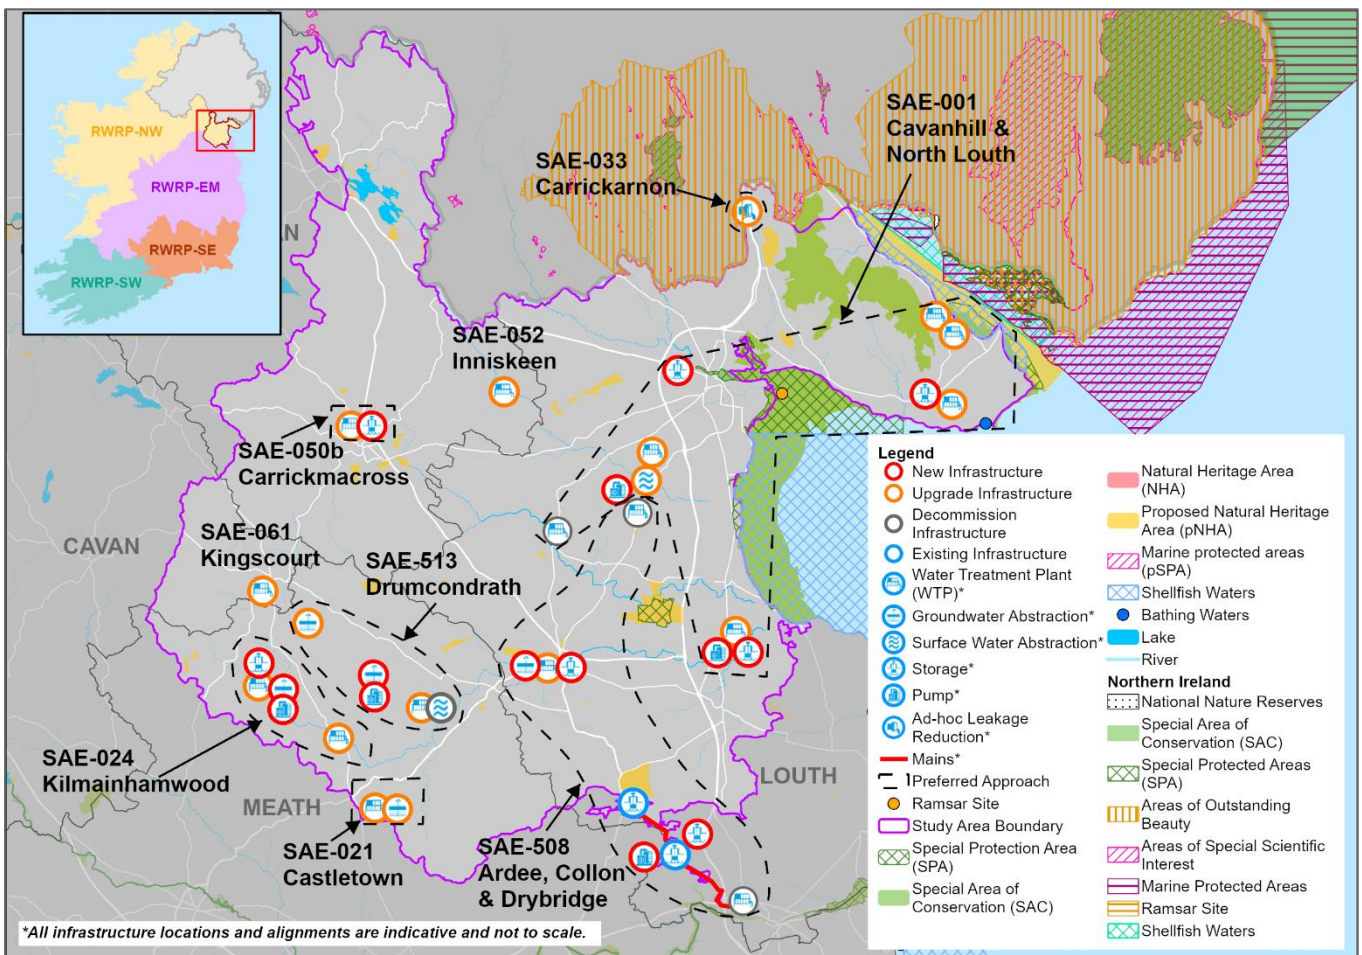 RWRP-NW
RWRP-EM
RWRP-SE
RWRP-SW
AN
SAE-001
Cavanhill &
North Louth
SAE-033
Carrickarnon
SAE-052
Inniskeen
SAE-050b
Carrickmacross
SAE-061
Kingscourt
CAVAN
SAE-513
Drumcondrath
SAE-024
Kilmainhamwood
MEATH
LOUTH
SAE-021
Castletown
SAE-508
Ardee, Collon
& Drybridge
*All infrastructure locations and alignments are indicative and not to scale.
Legend
New Infrastructure
Upgrade Infrastructure
Decommission
Infrastructure
Existing Infrastructure
Water Treatment Plant
(WTP)*
Groundwater Abstraction*
Surface Water Abstraction*
Storage*
Pump*
Ad-hoc Leakage
Reduction*
Mains*
Preferred Approach
Ramsar Site
Study Area Boundary
Special Protection Area
(SPA)
Special Area of
Conservation (SAC)
Natural Heritage Area
(NHA)
Proposed Natural Heritage
Area (pNHA)
Marine protected areas
(pSPA)
Shellfish Waters
Bathing Waters
Lake
River
Northern Ireland
National Nature Reserves
Special Area of
Conservation (SAC)
Special Protected Areas
(SPA)
Areas of Outstanding
Beauty
Areas of Special Scientific
Interest
Marine Protected Areas
Ramsar Site
Shellfish Waters